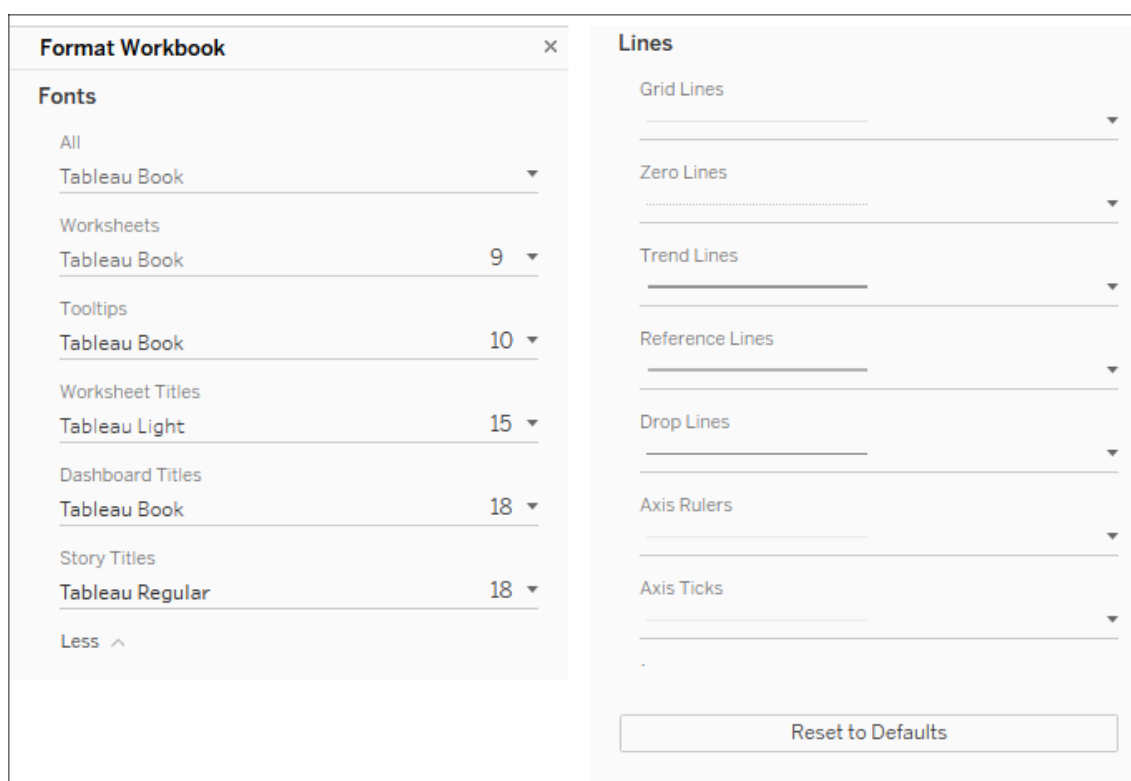 Format Workbook ×
Fonts
All
Tableau Book
Worksheets
Tableau Book 9
Tooltips
Tableau Book 10
Worksheet Titles
Tableau Light 15
Dashboard Titles
Tableau Book 18
Story Titles
Tableau Regular 18
Less
Lines
Grid Lines
Zero Lines
Trend Lines
Reference Lines
Drop Lines
Axis Rulers
Axis Ticks
Reset to Defaults